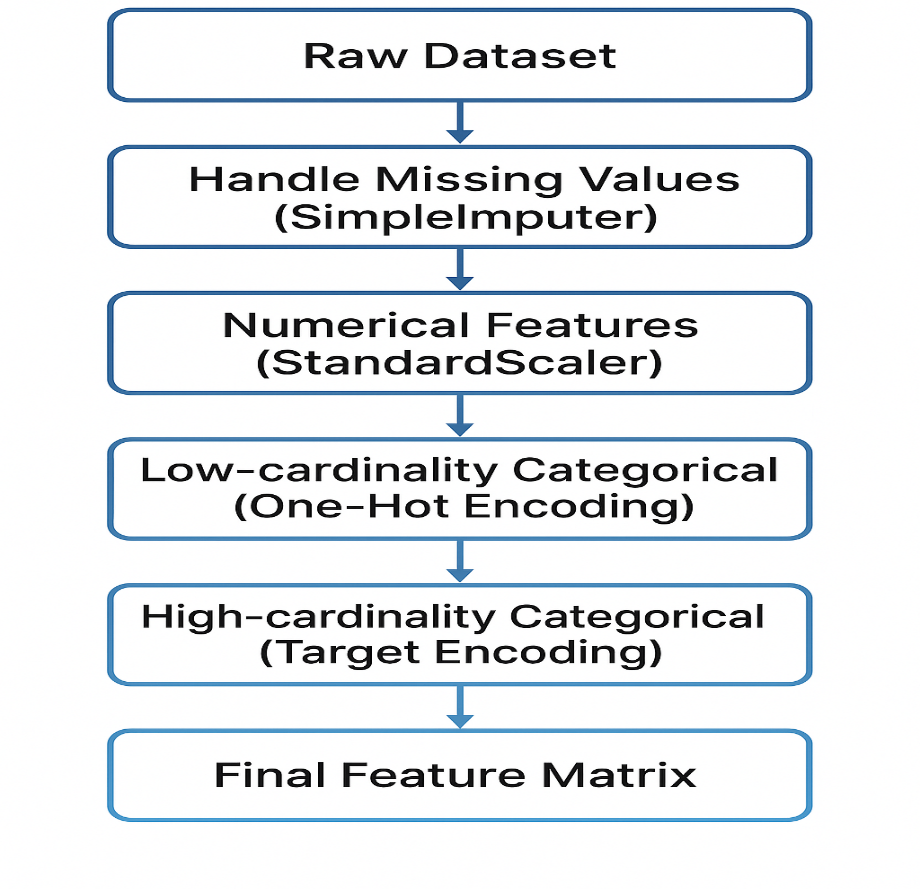 Raw Dataset
Handle Missing Values
(SimpleImputer)
Numerical Features
(StandardScaler)
Low-cardinality Categorical
(One-Hot Encoding)
High-cardinality Categorical
(Target Encoding)
Final Feature Matrix